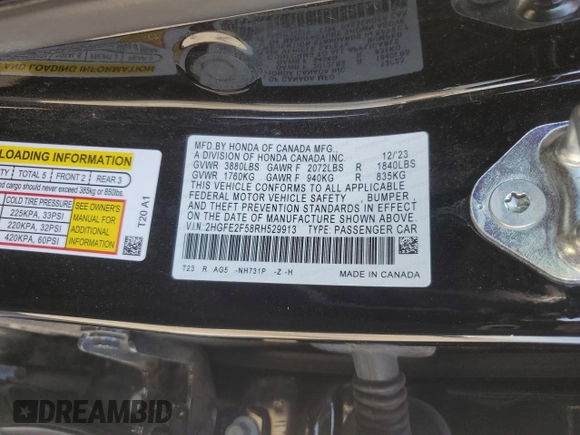 LOADING INFORMATION
TOTAL 5 FRONT 2 REAR 3
cargo should never exceed 385kg or 850lbs.
COLD TIRE PRESSURE
225KPA, 33PSI
220KPA, 32PSI
420KPA, 60PSI
SEE OWNER'S
MANUAL FOR
ADDITIONAL
INFORMATION
T20 A1
MFD.BY HONDA OF CANADA MFG.,
A DIVISION OF HONDA CANADA INC. 12/'23
GVWR 3880LBS GAWR F 2072LBS R 1840LBS
GVWR 1760KG GAWR F 940KG R 835KG
THIS VEHICLE CONFORMS TO ALL APPLICABLE
FEDERAL MOTOR VEHICLE SAFETY, BUMPER
AND THEFT PREVENTION STANDARDS IN EFFECT
ON THE DATE OF MANUFACTURE SHOWN ABOVE.
V.I.N: 2HGFE2F58RH529913 TYPE: PASSENGER CAR
T23 R AG5 -NH731P -Z -H
MADE IN CANADA
DREAMBID